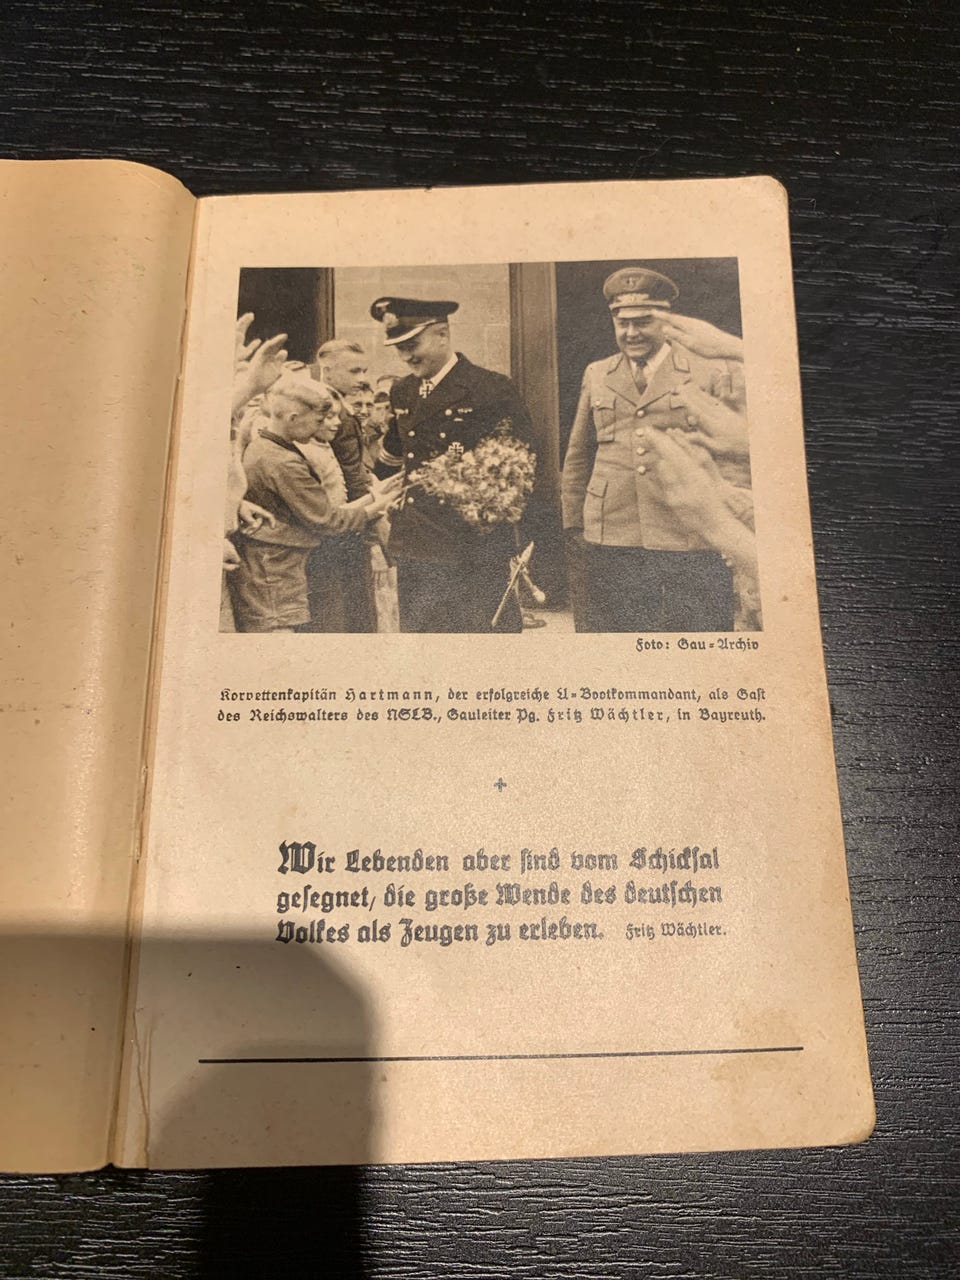 Foto: Gau-Archiv
Korvettenkapitän Hartmann, der erfolgreiche U-Bootkommandant, als Gast
des Reichswalters des NSLB., Gauleiter Pg. Fritz Wächtler, in Bayreuth.
Wir Lebenden aber sind vom Schicksal
gesegnet, die große Wende des deutschen
Volkes als Zeugen zu erleben. Fritz Wächtler.